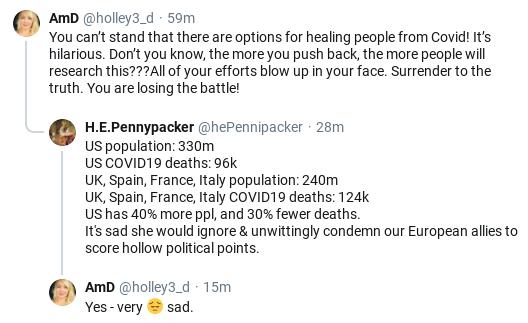 AmD @holley3_d · 59m
You can't stand that there are options for healing people from Covid! It's
hilarious. Don't you know, the more you push back, the more people will
research this???All of your efforts blow up in your face. Surrender to the
truth. You are losing the battle!
H.E.Pennypacker @hePennipacker · 28m
US population: 330m
US COVID19 deaths: 96k
UK, Spain, France, Italy population: 240m
UK, Spain, France, Italy COVID19 deaths: 124k
US has 40% more ppl, and 30% fewer deaths.
It's sad she would ignore & unwittingly condemn our European allies to
score hollow political points.
AmD @holley3_d · 15m
Yes - very 😔 sad.